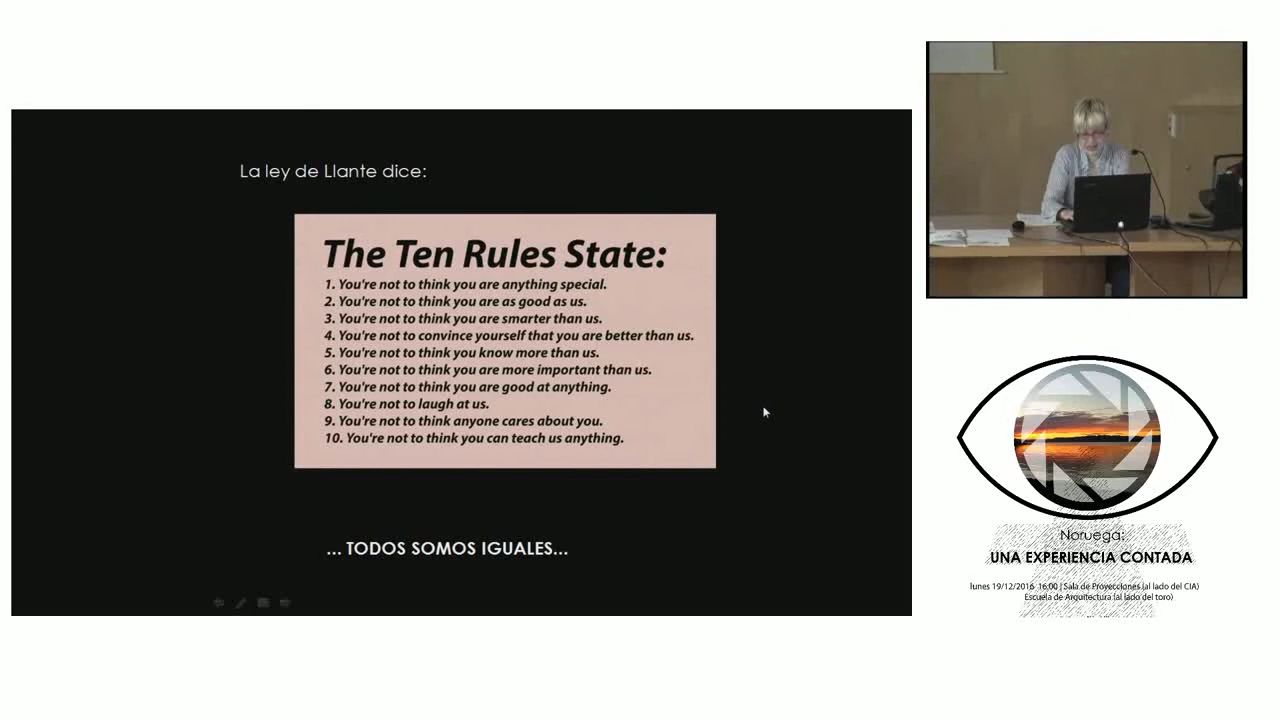 La ley de Llante dice:
The Ten Rules State:
1. You're not to think you are anything special.
2. You're not to think you are as good as us.
3. You're not to think you are smarter than us.
4. You're not to convince yourself that you are better than us.
5. You're not to think you know more than us.
6. You're not to think you are more important than us.
7. You're not to think you are good at anything.
8. You're not to laugh at us.
9. You're not to think anyone cares about you.
10. You're not to think you can teach us anything.
... TODOS SOMOS IGUALES...
Noruega:
UNA EXPERIENCIA CONTADA
lunes 19/12/2016 16:00 | Sala de Proyecciones (al lado del CIA)
Escuela de Arquitectura (al lado del toro)